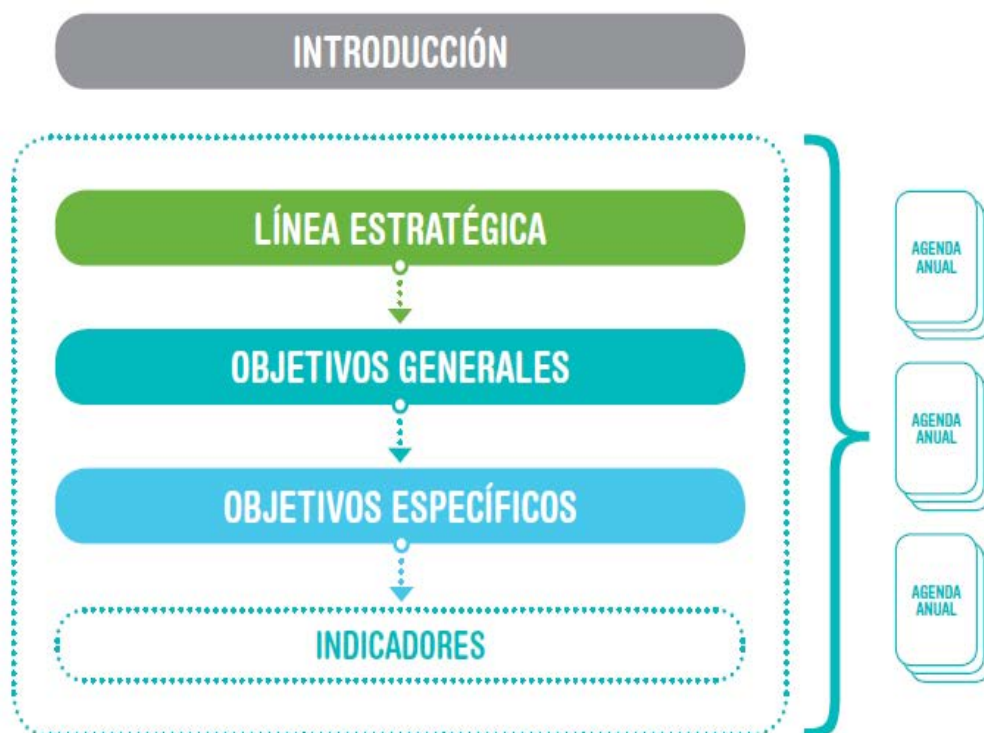 INTRODUCCIÓN
LÍNEA ESTRATÉGICA
OBJETIVOS GENERALES
OBJETIVOS ESPECÍFICOS
INDICADORES
AGENDA
ANUAL
AGENDA
ANUAL
AGENDA
ANUAL